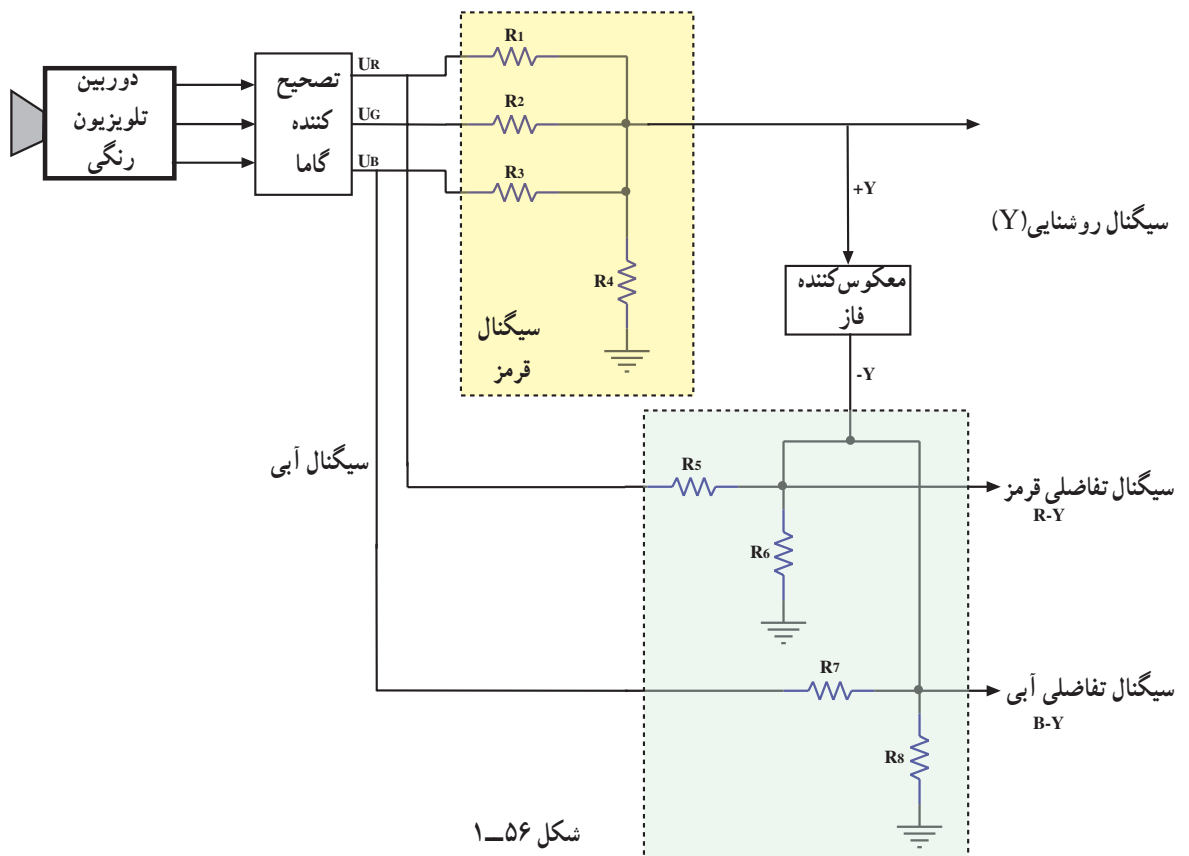 R1
UR
دوربین
تلویزیون
رنگی
تصحیح
کننده
گاما
R2
UG
R3
UB
+Y
سیگنال روشنایی(Y)
R4
معکوس‌کننده
فاز
سیگنال
قرمز
-Y
سیگنال آبی
R5
سیگنال تفاضلی قرمز
R-Y
R6
R7
سیگنال تفاضلی آبی
B-Y
R8
شکل ۵۶ــ۱